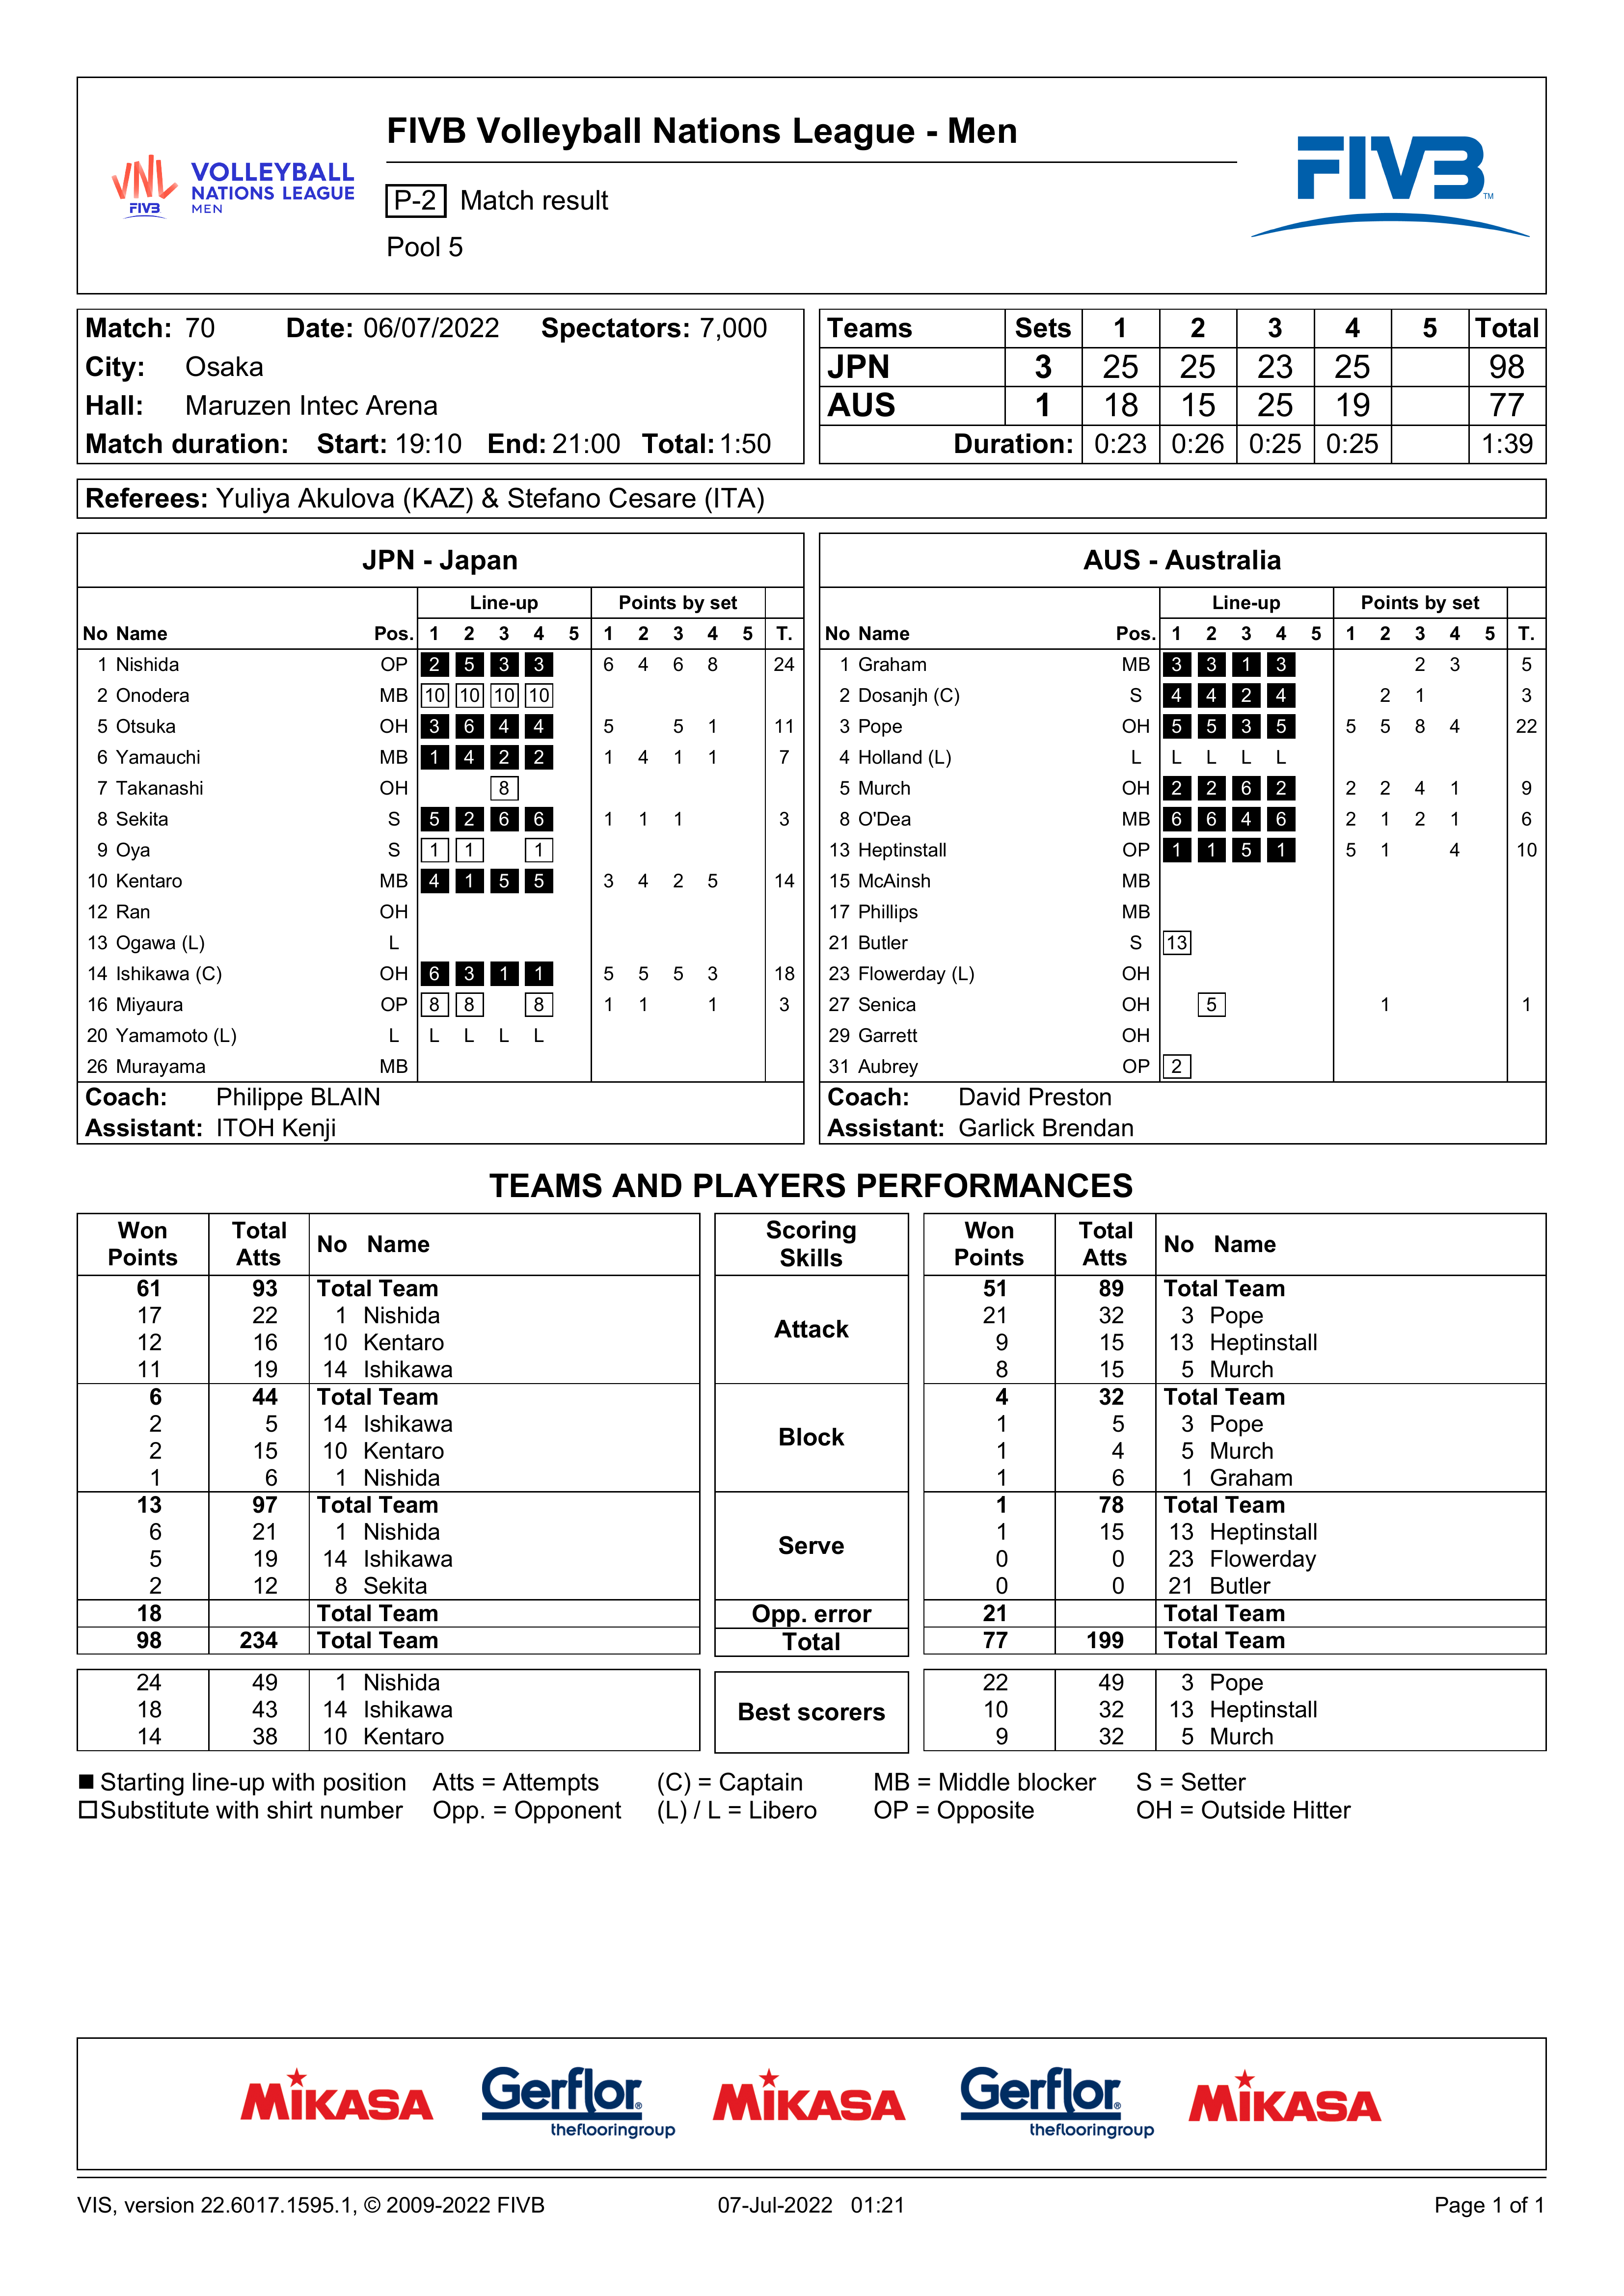 FIVB Volleyball Nations League - Men
VNL FIVB
VOLLEYBALL
NATIONS LEAGUE
MEN
P-2 Match result
Pool 5
FIVB TM
Match: 70 Date: 06/07/2022 Spectators: 7,000
City: Osaka
Hall: Maruzen Intec Arena
Match duration: Start: 19:10 End: 21:00 Total: 1:50
Teams Sets 1 2 3 4 5 Total
JPN 3 25 25 23 25 98
AUS 1 18 15 25 19 77
Duration: 0:23 0:26 0:25 0:25 1:39
Referees: Yuliya Akulova (KAZ) & Stefano Cesare (ITA)
JPN - Japan
Line-up Points by set
No Name Pos. 1 2 3 4 5 1 2 3 4 5 T.
1 Nishida OP 2 5 3 3 6 4 6 8 24
2 Onodera MB 10 10 10 10
5 Otsuka OH 3 6 4 4 5 5 1 11
6 Yamauchi MB 1 4 2 2 1 4 1 1 7
7 Takanashi OH 8
8 Sekita S 5 2 6 6 1 1 1 3
9 Oya S 1 1 1
10 Kentaro MB 4 1 5 5 3 4 2 5 14
12 Ran OH
13 Ogawa (L) L
14 Ishikawa (C) OH 6 3 1 1 5 5 5 3 18
16 Miyaura OP 8 8 8 1 1 1 3
20 Yamamoto (L) L L L L L
26 Murayama MB
Coach: Philippe BLAIN
Assistant: ITOH Kenji
AUS - Australia
Line-up Points by set
No Name Pos. 1 2 3 4 5 1 2 3 4 5 T.
1 Graham MB 3 3 1 3 2 3 5
2 Dosanjh (C) S 4 4 2 4 2 1 3
3 Pope OH 5 5 3 5 5 5 8 4 22
4 Holland (L) L L L L L
5 Murch OH 2 2 6 2 2 2 4 1 9
8 O'Dea MB 6 6 4 6 2 1 2 1 6
13 Heptinstall OP 1 1 5 1 5 1 4 10
15 McAinsh MB
17 Phillips MB
21 Butler S 13
23 Flowerday (L) OH
27 Senica OH 5 1 1
29 Garrett OH
31 Aubrey OP 2
Coach: David Preston
Assistant: Garlick Brendan
TEAMS AND PLAYERS PERFORMANCES
Won Points Total Atts No Name Scoring Skills Won Points Total Atts No Name
61 93 Total Team Attack 51 89 Total Team
17 22 1 Nishida 21 32 3 Pope
12 16 10 Kentaro 9 15 13 Heptinstall
11 19 14 Ishikawa 8 15 5 Murch
6 44 Total Team Block 4 32 Total Team
2 5 14 Ishikawa 1 5 3 Pope
2 15 10 Kentaro 1 4 5 Murch
1 6 1 Nishida 1 6 1 Graham
13 97 Total Team Serve 1 78 Total Team
6 21 1 Nishida 1 15 13 Heptinstall
5 19 14 Ishikawa 0 0 23 Flowerday
2 12 8 Sekita 0 0 21 Butler
18 Total Team Opp. error 21 Total Team
98 234 Total Team Total 77 199 Total Team
24 49 1 Nishida Best scorers 22 49 3 Pope
18 43 14 Ishikawa 10 32 13 Heptinstall
14 38 10 Kentaro 9 32 5 Murch
Starting line-up with position Atts = Attempts (C) = Captain MB = Middle blocker S = Setter
Substitute with shirt number Opp. = Opponent (L) / L = Libero OP = Opposite OH = Outside Hitter
MIKASA Gerflor® theflooringgroup MIKASA Gerflor® theflooringgroup MIKASA
VIS, version 22.6017.1595.1, © 2009-2022 FIVB 07-Jul-2022 01:21 Page 1 of 1